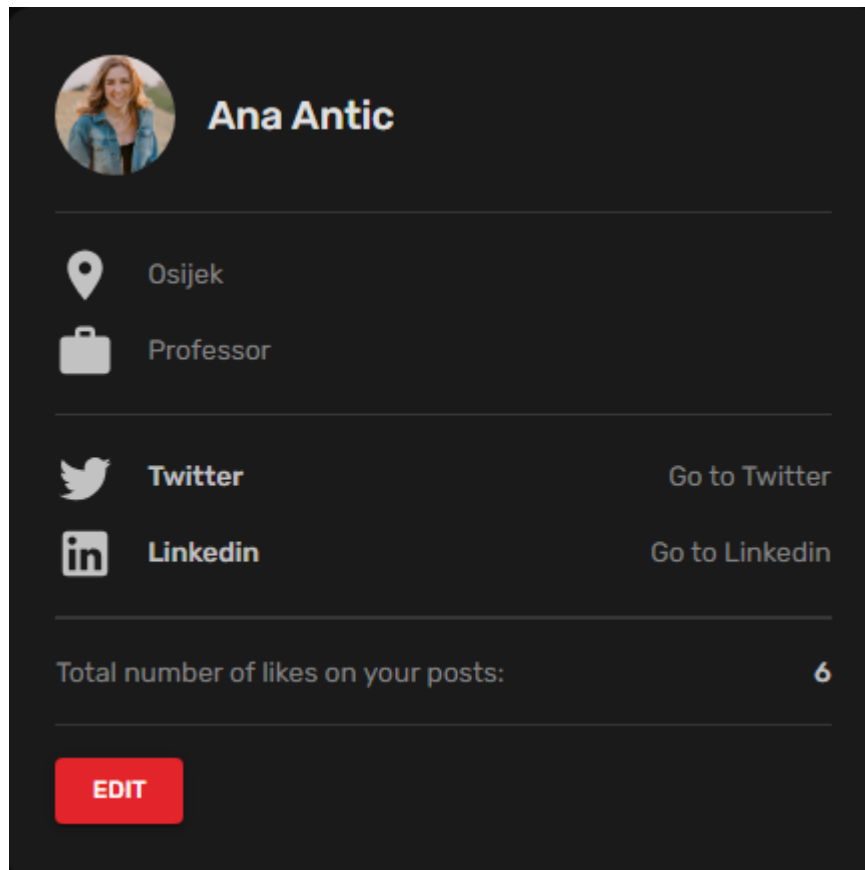 Ana Antic
Osijek
Professor
Twitter Go to Twitter
in Linkedin Go to Linkedin
Total number of likes on your posts: 6
EDIT